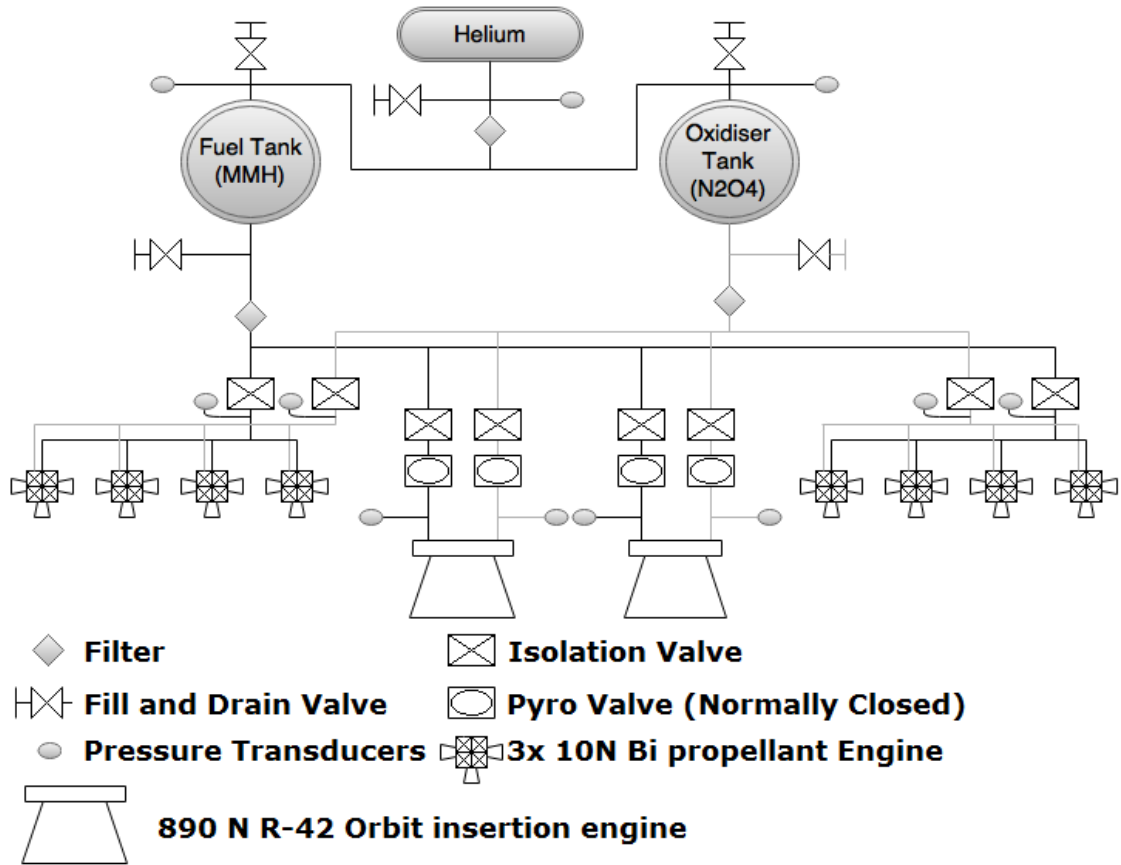 Helium
Fuel Tank
(MMH)
Oxidiser
Tank
(N2O4)
Filter
Isolation Valve
Fill and Drain Valve
Pyro Valve (Normally Closed)
Pressure Transducers
3x 10N Bi propellant Engine
890 N R-42 Orbit insertion engine